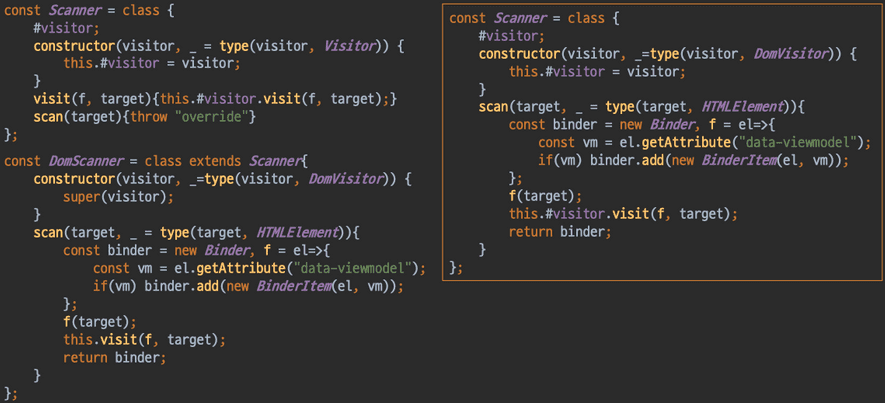 const Scanner = class {
    #visitor;
    constructor(visitor, _ = type(visitor, Visitor)) {
        this.#visitor = visitor;
    }
    visit(f, target){this.#visitor.visit(f, target);}
    scan(target){throw "override"}
};
const DomScanner = class extends Scanner{
    constructor(visitor, _=type(visitor, DomVisitor)) {
        super(visitor);
    }
    scan(target, _ = type(target, HTMLElement)){
        const binder = new Binder, f = el=>{
            const vm = el.getAttribute("data-viewmodel");
            if(vm) binder.add(new BinderItem(el, vm));
        };
        f(target);
        this.visit(f, target);
        return binder;
    }
};
const Scanner = class {
    #visitor;
    constructor(visitor, _=type(visitor, DomVisitor)) {
        this.#visitor = visitor;
    }
    scan(target, _ = type(target, HTMLElement)){
        const binder = new Binder, f = el=>{
            const vm = el.getAttribute("data-viewmodel");
            if(vm) binder.add(new BinderItem(el, vm));
        };
        f(target);
        this.#visitor.visit(f, target);
        return binder;
    }
};